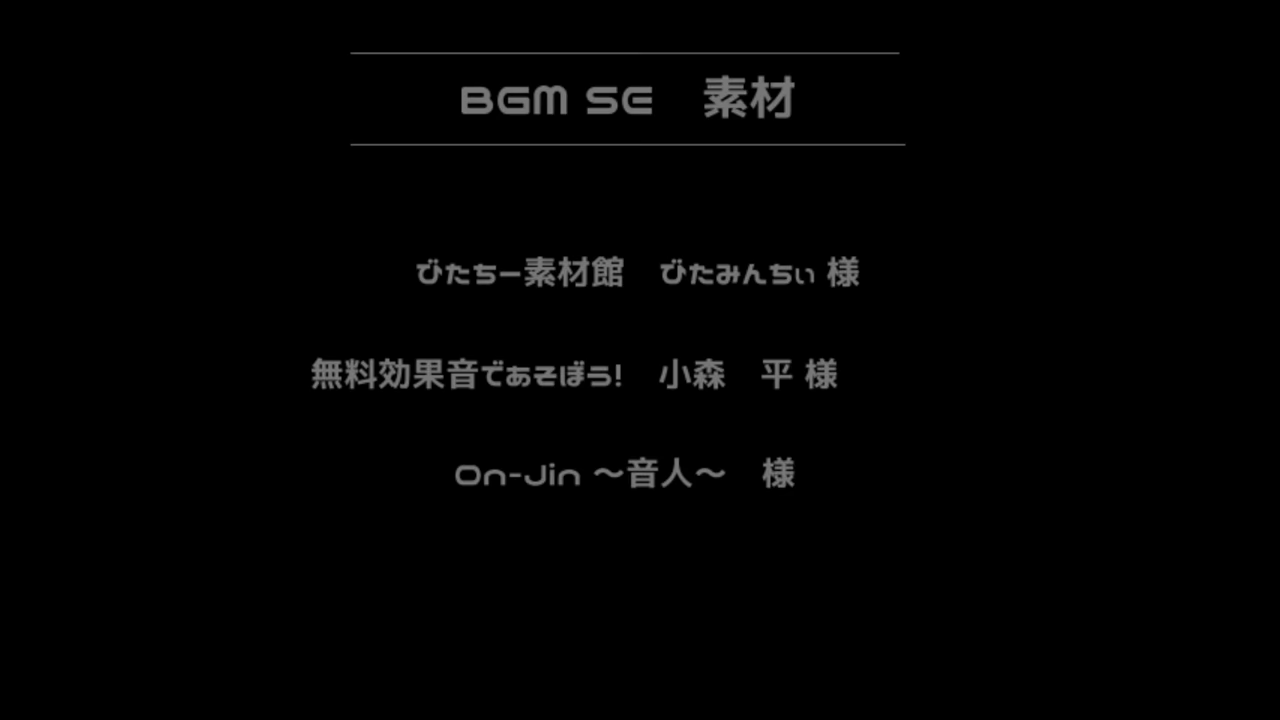 BGM SE　素材
びたちー素材館　びたみんちぃ 様
無料効果音であそぼう!　小森　平 様
On-Jin ～音人～　様